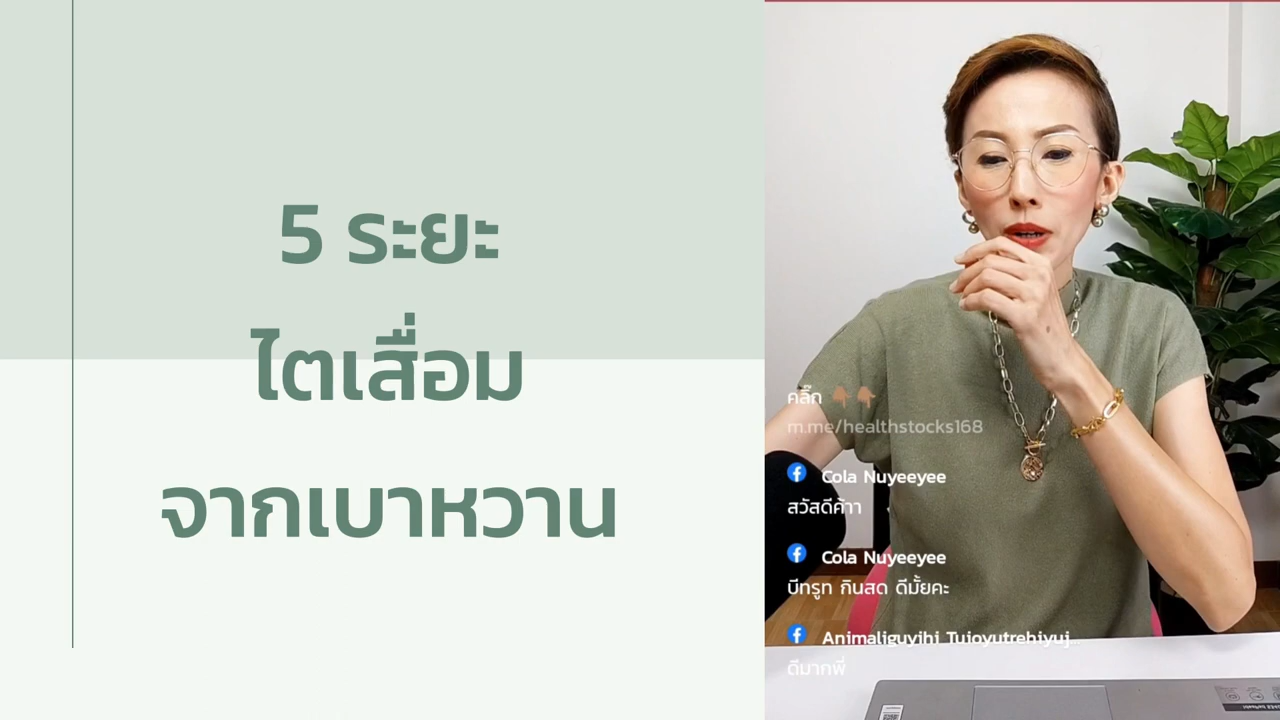 5 ระยะ
ไตเสื่อม
จากเบาหวาน
คลิ๊ก 👇🏽👇🏽
m.me/healthstocks168
Cola Nuyeeyee
สวัสดีค้าา
Cola Nuyeeyee
บีทรูท กินสด ดีมั้ยคะ
Animaliguyihj Tujoyutrehiyuj...
ดีมากพี่